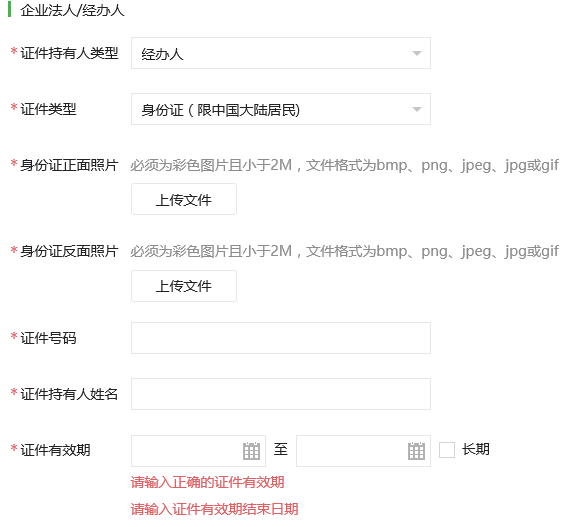 企业法人/经办人
*证件持有人类型 经办人
*证件类型 身份证 ( 限中国大陆居民)
*身份证正面照片 必须为彩色图片且小于2M，文件格式为bmp、png、jpeg、jpg或gif
上传文件
*身份证反面照片 必须为彩色图片且小于2M，文件格式为bmp、png、jpeg、jpg或gif
上传文件
*证件号码
*证件持有人姓名
*证件有效期 至 长期
请输入正确的证件有效期
请输入证件有效期结束日期